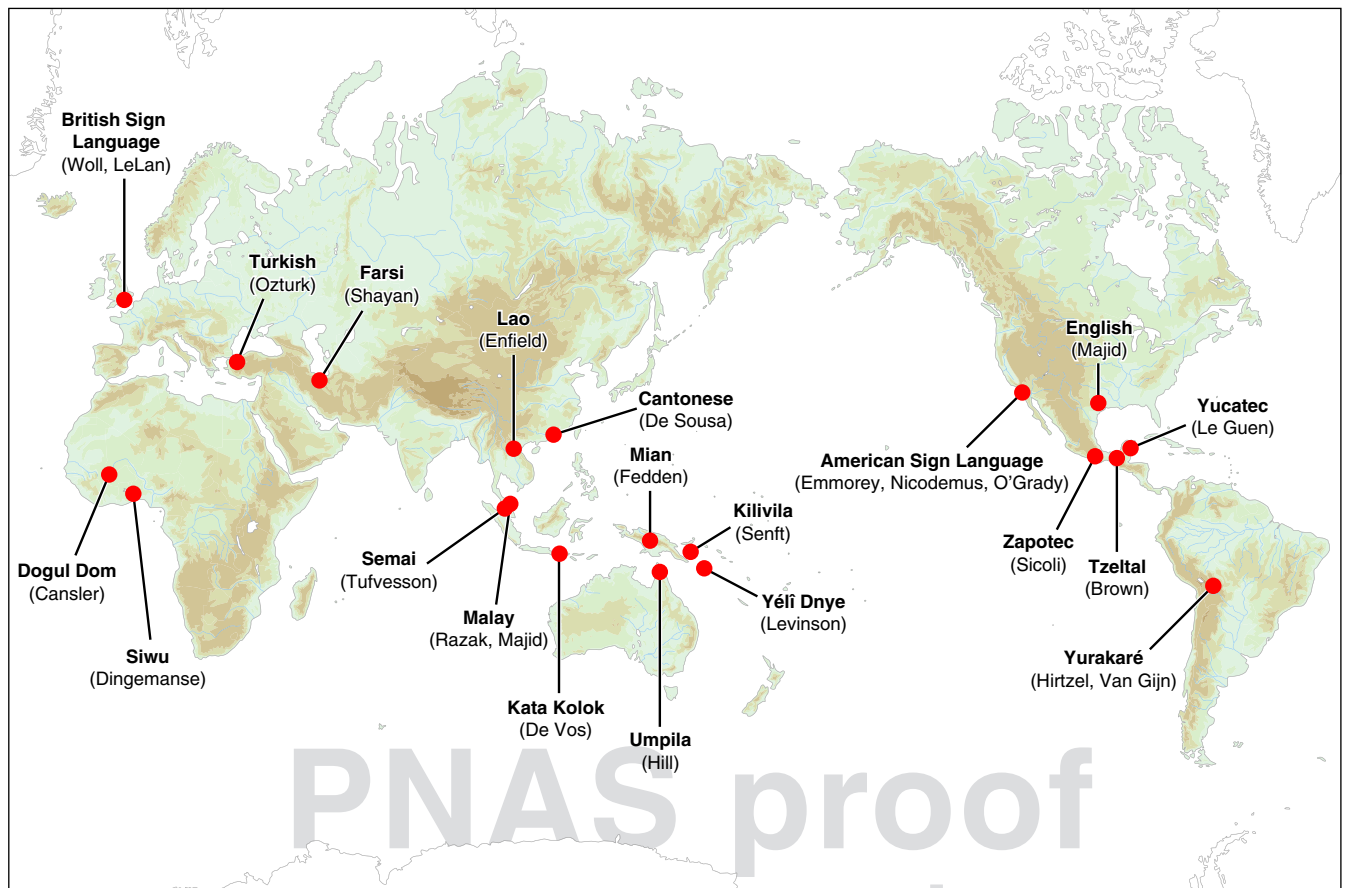 British Sign
Language
(Woll, LeLan)
Turkish
(Ozturk)
Farsi
(Shayan)
Lao
(Enfield)
English
(Majid)
Cantonese
(De Sousa)
Yucatec
(Le Guen)
Mian
(Fedden)
American Sign Language
(Emmorey, Nicodemus, O'Grady)
Kilivila
(Senft)
Zapotec
(Sicoli)
Semai
(Tufvesson)
Tzeltal
(Brown)
Dogul Dom
(Cansler)
Yélî Dnye
(Levinson)
Malay
(Razak, Majid)
Siwu
(Dingemanse)
Yurakaré
(Hirtzel, Van Gijn)
Kata Kolok
(De Vos)
Umpila
(Hill)
PNAS proof